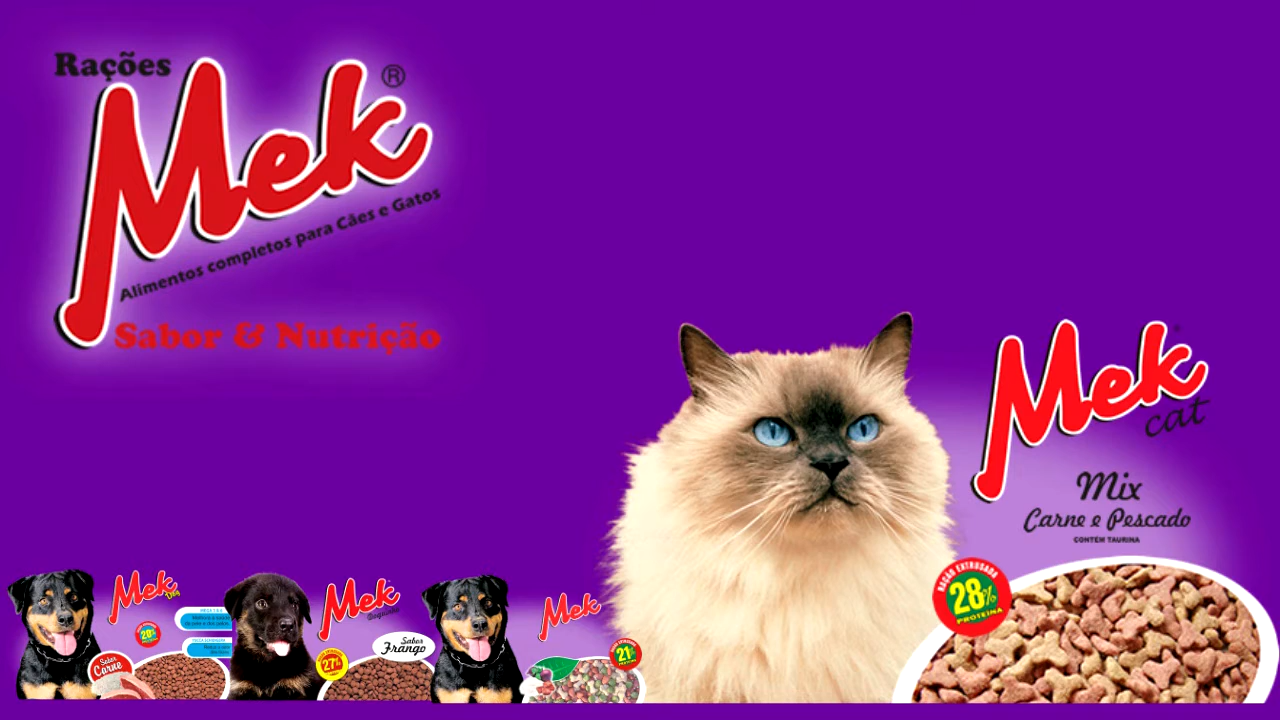 Rações
Mek®
Alimentos completos para Cães e Gatos
Sabor & Nutrição
Mek
cat
Mix
Carne e Pescado
CONTÉM TAURINA
RAÇÃO EXTRUSADA
28%
PROTEÍNA
Mek
Dog
20%
Sabor
Carne
Mek
27%
Sabor
Frango
Mek
21%